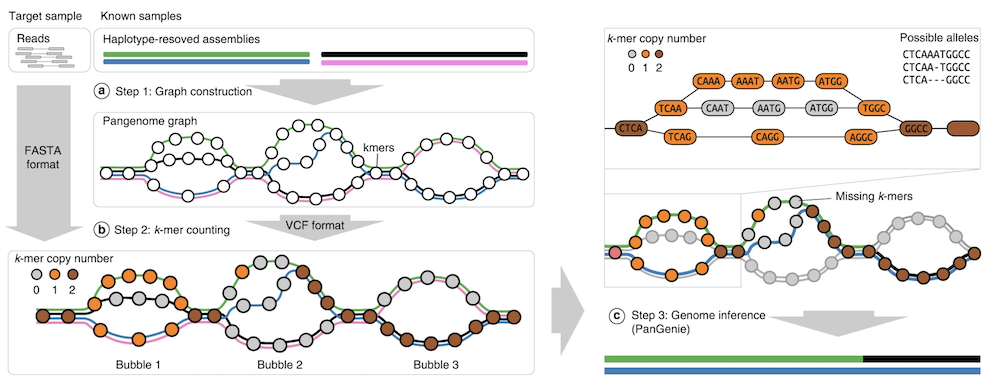 Target sample
Known samples
Reads
Haplotype-resoved assemblies
a Step 1: Graph construction
Pangenome graph
kmers
FASTA
format
VCF format
b Step 2: k-mer counting
k-mer copy number
0 1 2
Bubble 1
Bubble 2
Bubble 3
k-mer copy number
0 1 2
Possible alleles
CTCAAATGGCC
CTCAA-TGGCC
CTCA---GGCC
CAAA AAAT AATG ATGG
TCAA CAAT AATG ATGG TGGC
CTCA GGCC
TCAG CAGG AGGC
Missing k-mers
c Step 3: Genome inference
(PanGenie)